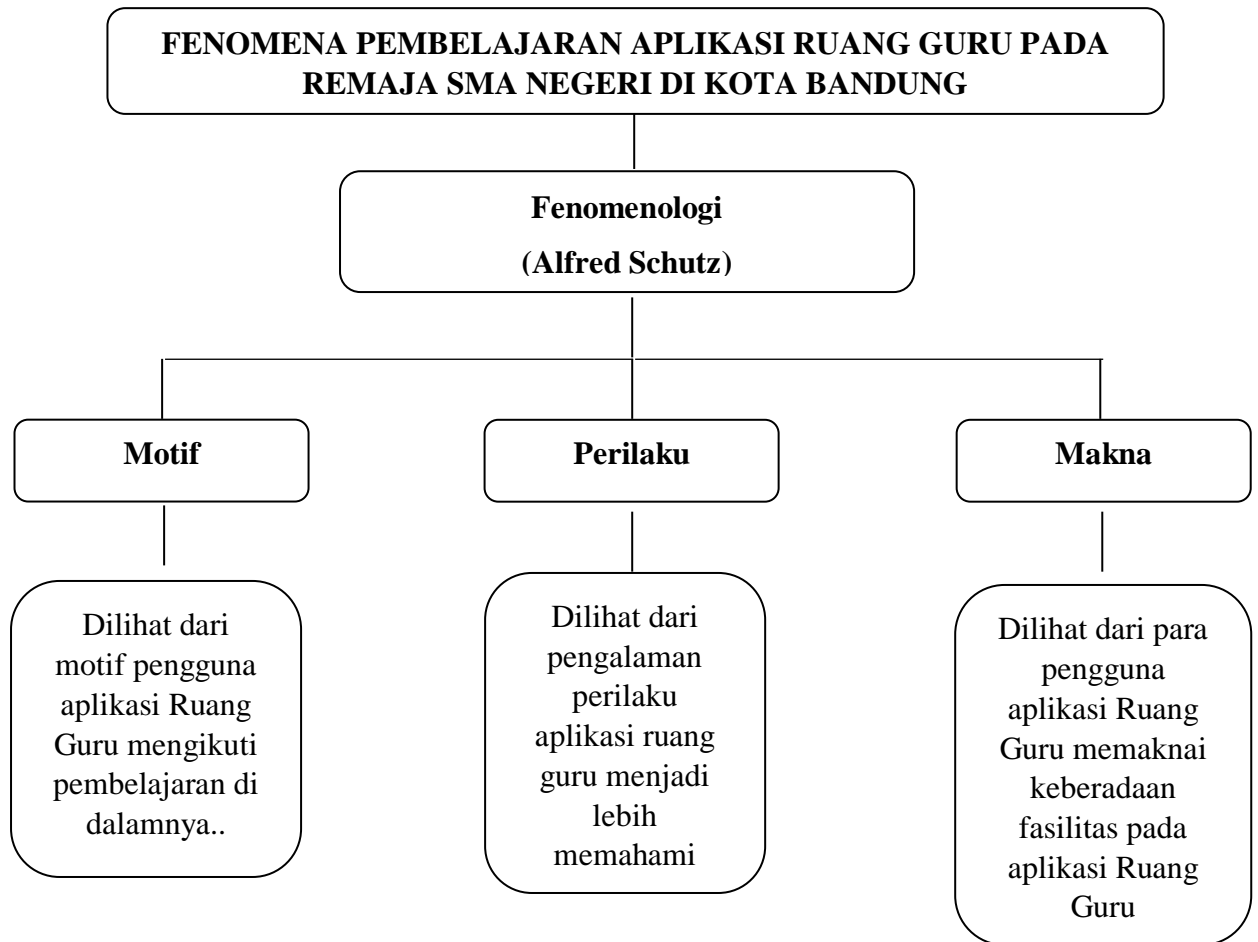 FENOMENA PEMBELAJARAN APLIKASI RUANG GURU PADA
REMAJA SMA NEGERI DI KOTA BANDUNG
Fenomenologi
(Alfred Schutz)
Motif
Perilaku
Makna
Dilihat dari
motif pengguna
aplikasi Ruang
Guru mengikuti
pembelajaran di
dalamnya..
Dilihat dari
pengalaman
perilaku
aplikasi ruang
guru menjadi
lebih
memahami
Dilihat dari para
pengguna
aplikasi Ruang
Guru memaknai
keberadaan
fasilitas pada
aplikasi Ruang
Guru